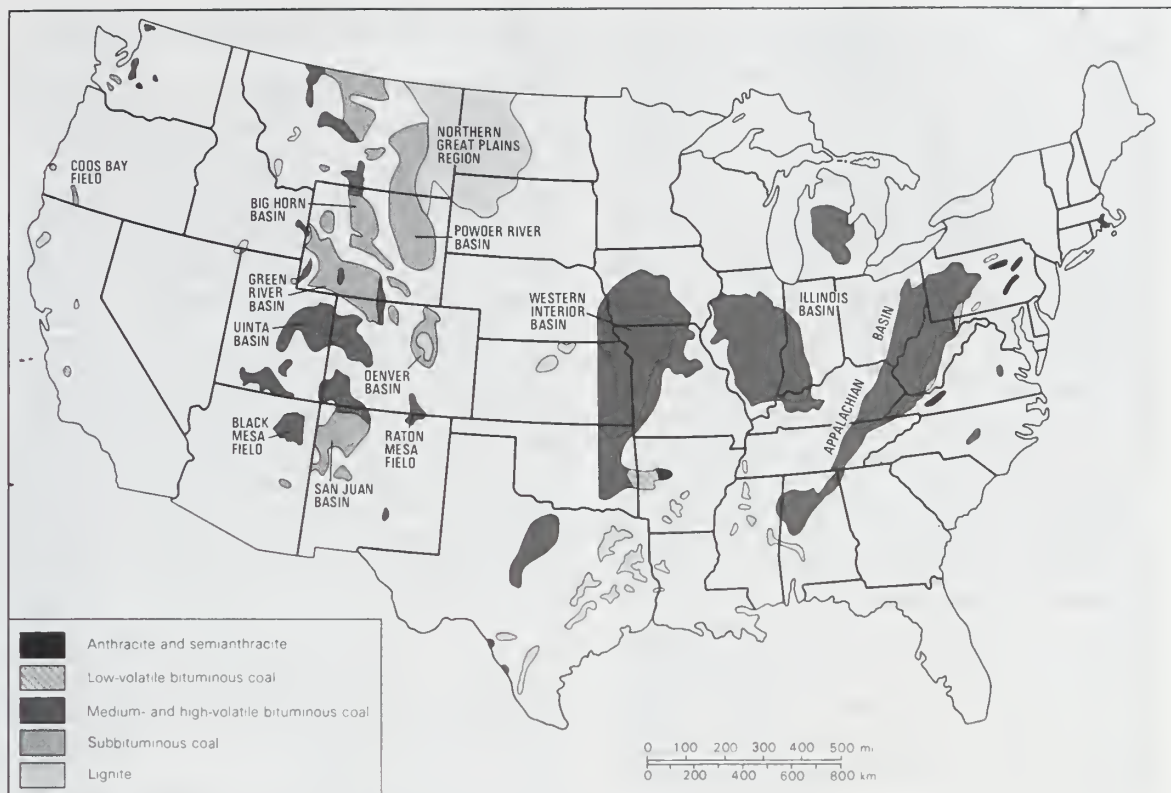 COOS BAY
FIELD
NORTHERN
GREAT PLAINS
REGION
BIG HORN
BASIN
POWDER RIVER
BASIN
GREEN
RIVER
BASIN
UINTA
BASIN
DENVER
BASIN
WESTERN
INTERIOR
BASIN
ILLINOIS
BASIN
APPALACHIAN
BASIN
BLACK
MESA
FIELD
SAN JUAN
BASIN
RATON
MESA
FIELD
Anthracite and semianthracite
Low-volatile bituminous coal
Medium- and high-volatile bituminous coal
Subbituminous coal
Lignite
0 100 200 300 400 500 mi
0 200 400 600 800 km